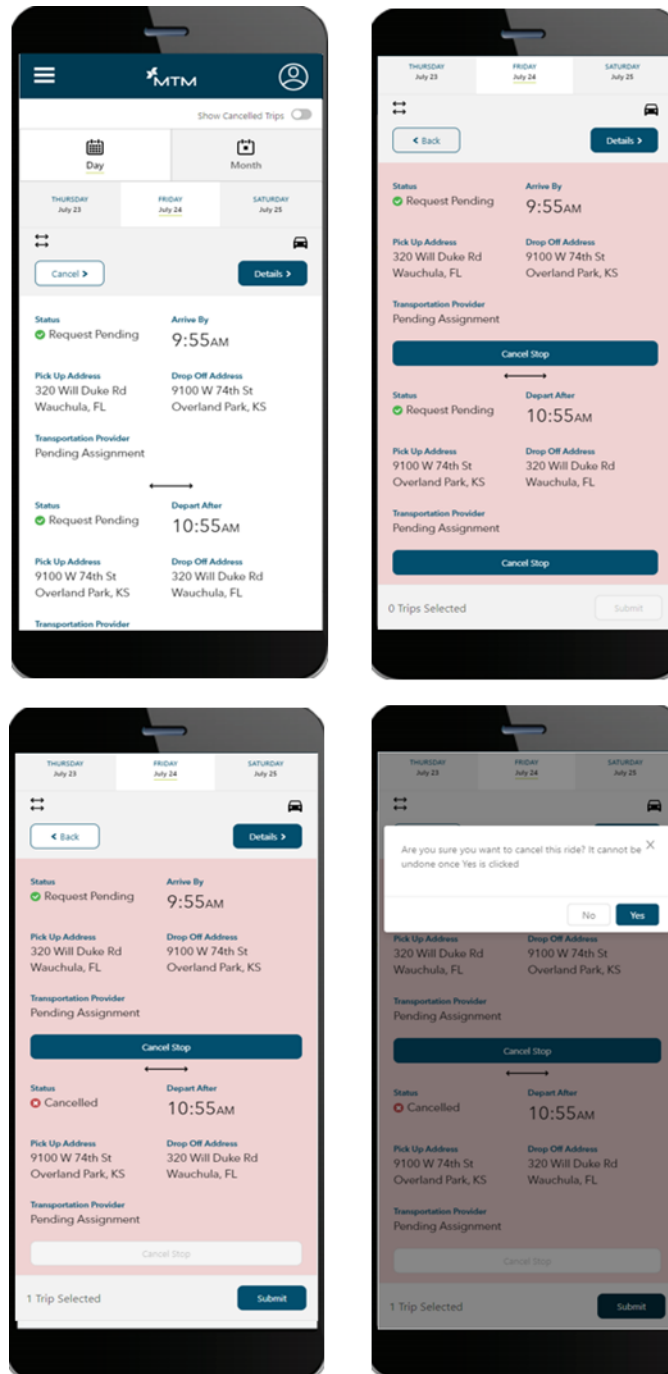 MTM
Show Cancelled Trips
Day Month
THURSDAY FRIDAY SATURDAY
July 23 July 24 July 25
Cancel > Details >
Status Arrive By
Request Pending 9:55AM
Pick Up Address Drop Off Address
320 Will Duke Rd 9100 W 74th St
Wauchula, FL Overland Park, KS
Transportation Provider
Pending Assignment
Status Depart After
Request Pending 10:55AM
Pick Up Address Drop Off Address
9100 W 74th St 320 Will Duke Rd
Overland Park, KS Wauchula, FL
Transportation Provider
THURSDAY FRIDAY SATURDAY
July 23 July 24 July 25
< Back Details >
Status Arrive By
Request Pending 9:55AM
Pick Up Address Drop Off Address
320 Will Duke Rd 9100 W 74th St
Wauchula, FL Overland Park, KS
Transportation Provider
Pending Assignment
Cancel Stop
Status Depart After
Request Pending 10:55AM
Pick Up Address Drop Off Address
9100 W 74th St 320 Will Duke Rd
Overland Park, KS Wauchula, FL
Transportation Provider
Pending Assignment
Cancel Stop
0 Trips Selected Submit
THURSDAY FRIDAY SATURDAY
July 23 July 24 July 25
< Back Details >
Status Arrive By
Request Pending 9:55AM
Pick Up Address Drop Off Address
320 Will Duke Rd 9100 W 74th St
Wauchula, FL Overland Park, KS
Transportation Provider
Pending Assignment
Cancel Stop
Status Depart After
Cancelled 10:55AM
Pick Up Address Drop Off Address
9100 W 74th St 320 Will Duke Rd
Overland Park, KS Wauchula, FL
Transportation Provider
Pending Assignment
Cancel Stop
1 Trip Selected Submit
THURSDAY FRIDAY SATURDAY
July 23 July 24 July 25
Are you sure you want to cancel this ride? It cannot be
undone once Yes is clicked
No Yes
Pick Up Address Drop Off Address
320 Will Duke Rd 9100 W 74th St
Wauchula, FL Overland Park, KS
Transportation Provider
Pending Assignment
Cancel Stop
Status Depart After
Cancelled 10:55AM
Pick Up Address Drop Off Address
9100 W 74th St 320 Will Duke Rd
Overland Park, KS Wauchula, FL
Transportation Provider
Pending Assignment
Cancel Stop
1 Trip Selected Submit